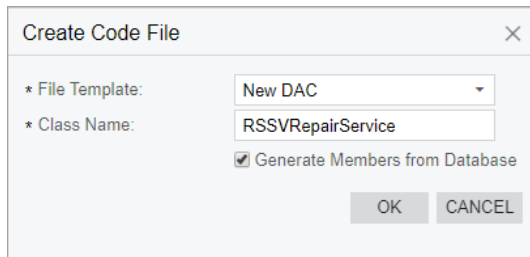 Create Code File
* File Template: New DAC
* Class Name: RSSVRepairService
Generate Members from Database
OK CANCEL